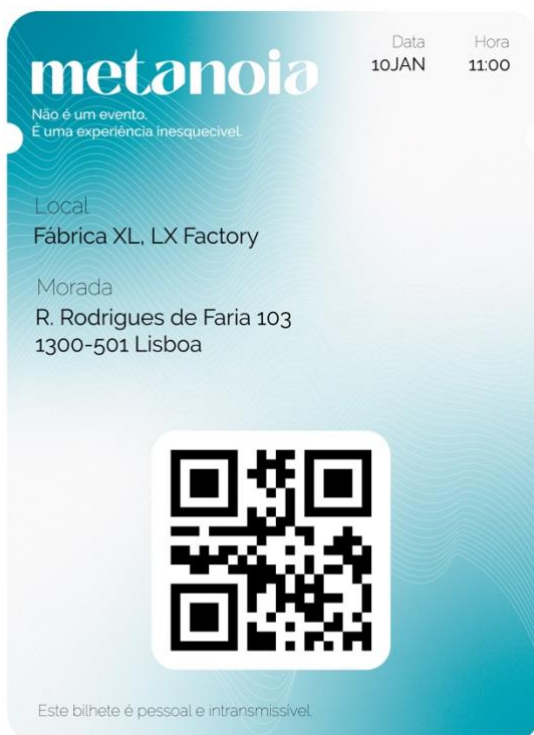 metanoia
Não é um evento.
É uma experiência inesquecivel.
Data
10JAN
Hora
11:00
Local
Fábrica XL, LX Factory
Morada
R. Rodrigues de Faria 103
1300-501 Lisboa
Este bilhete é pessoal e intransmissível.